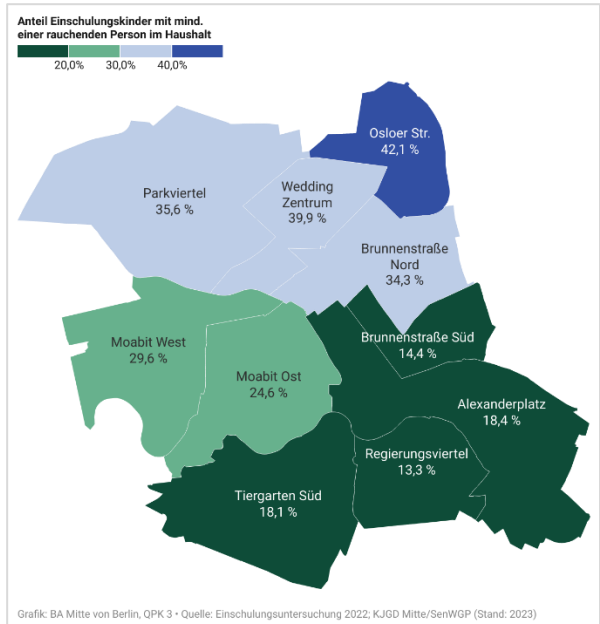 Anteil Einschulungskinder mit mind.
einer rauchenden Person im Haushalt
20,0% 30,0% 40,0%
Osloer Str.
42,1 %
Parkviertel
35,6 %
Wedding
Zentrum
39,9 %
Brunnenstraße
Nord
34,3 %
Brunnenstraße Süd
14,4 %
Moabit West
29,6 %
Moabit Ost
24,6 %
Alexanderplatz
18,4 %
Regierungsviertel
13,3 %
Tiergarten Süd
18,1 %
Grafik: BA Mitte von Berlin, QPK 3 • Quelle: Einschulungsuntersuchung 2022; KJGD Mitte/SenWGP (Stand: 2023)